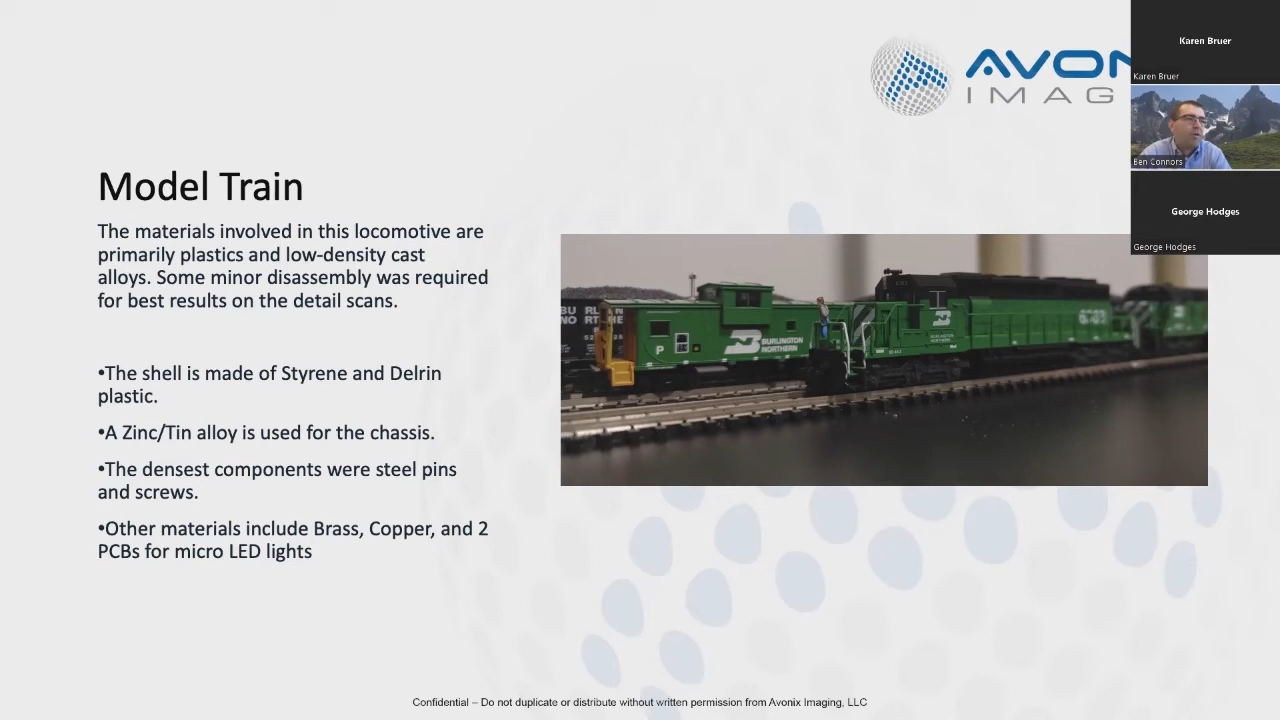 AVON
IMAG
Karen Bruer
Karen Bruer
Ben Connors
George Hodges
George Hodges
Model Train
The materials involved in this locomotive are
primarily plastics and low-density cast
alloys. Some minor disassembly was required
for best results on the detail scans.
•The shell is made of Styrene and Delrin
plastic.
•A Zinc/Tin alloy is used for the chassis.
•The densest components were steel pins
and screws.
•Other materials include Brass, Copper, and 2
PCBs for micro LED lights
P
BURLINGTON
NORTHERN
Confidential – Do not duplicate or distribute without written permission from Avonix Imaging, LLC